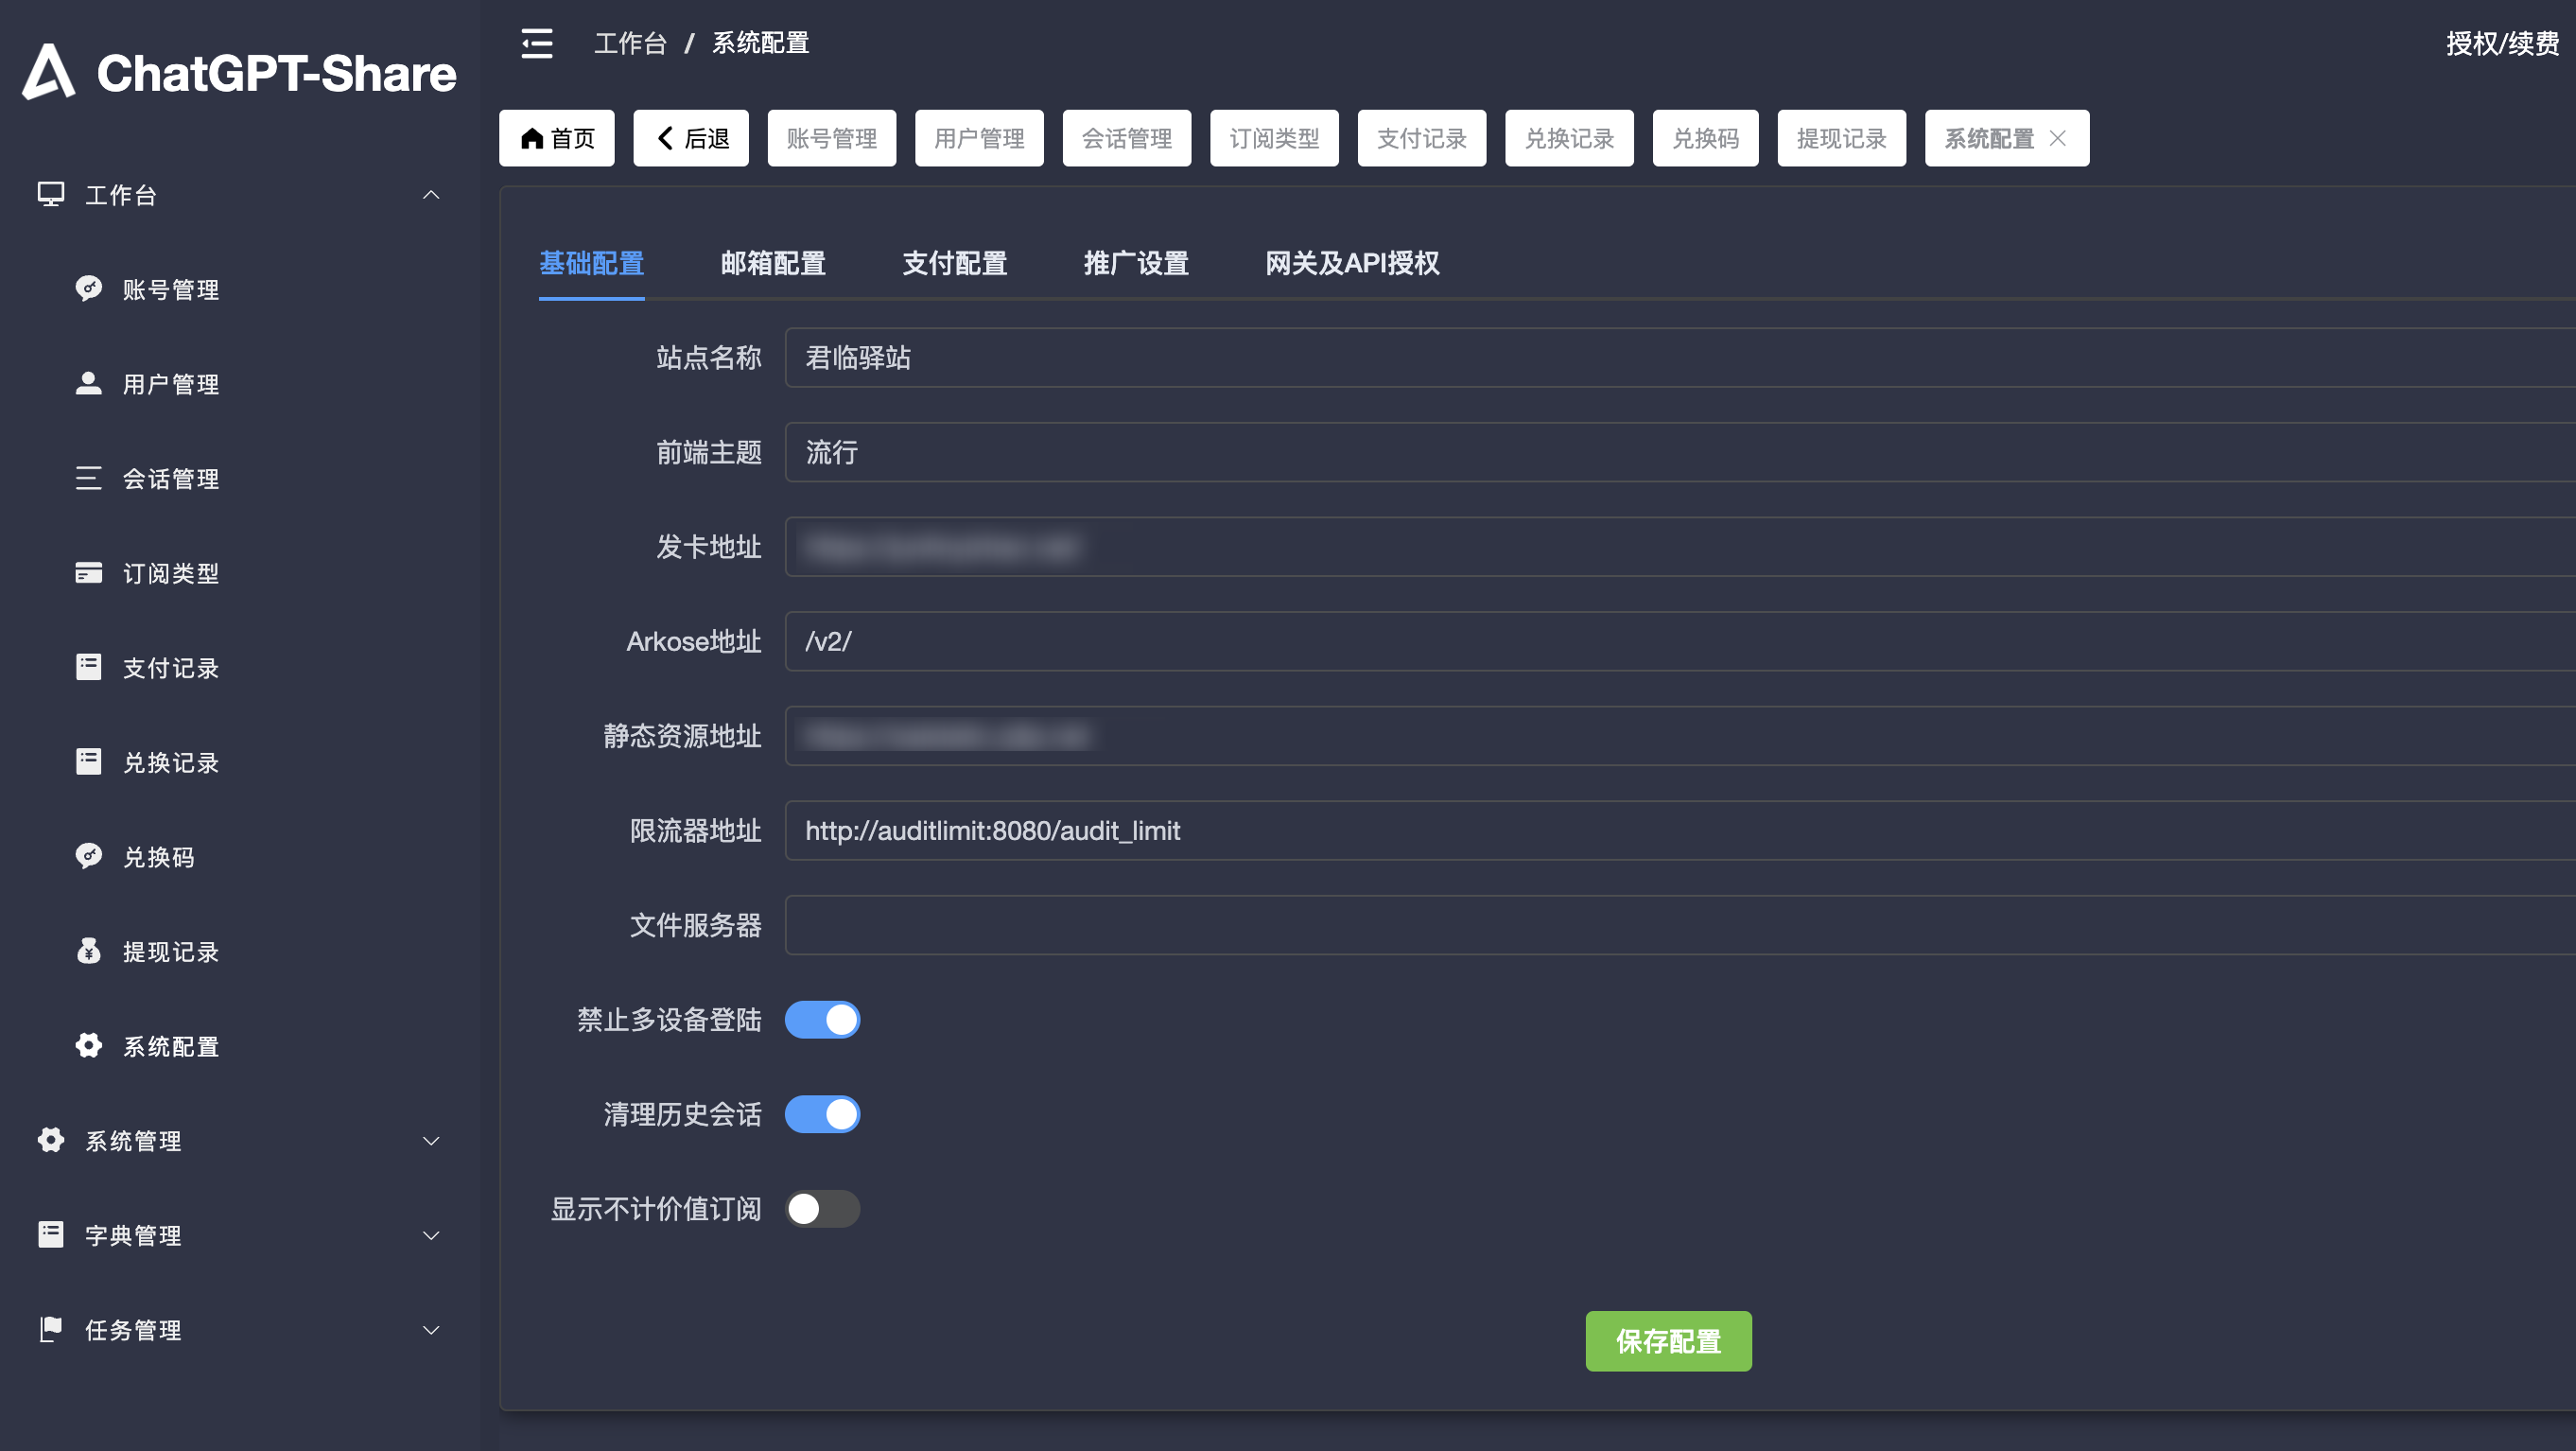 ChatGPT-Share
工作台
账号管理
用户管理
会话管理
订阅类型
支付记录
兑换记录
兑换码
提现记录
系统配置
系统管理
字典管理
任务管理
工作台 / 系统配置
授权/续费
首页 后退 账号管理 用户管理 会话管理 订阅类型 支付记录 兑换记录 兑换码 提现记录 系统配置
基础配置 邮箱配置 支付配置 推广设置 网关及API授权
站点名称 君临驿站
前端主题 流行
发卡地址
Arkose地址 /v2/
静态资源地址
限流器地址 http://auditlimit:8080/audit_limit
文件服务器
禁止多设备登陆
清理历史会话
显示不计价值订阅
保存配置